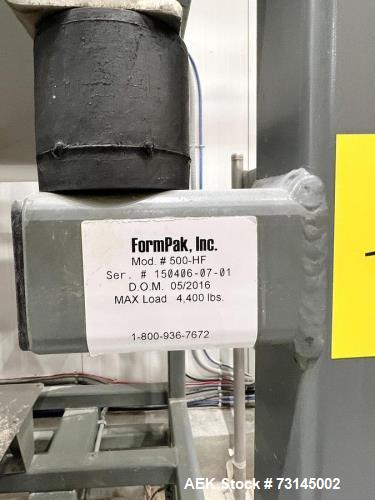 FormPak, Inc.
Mod. # 500-HF
Ser. # 150406-07-01
D.O.M. 05/2016
MAX Load 4,400 lbs.
1-800-936-7672
AEK Stock # 73145002